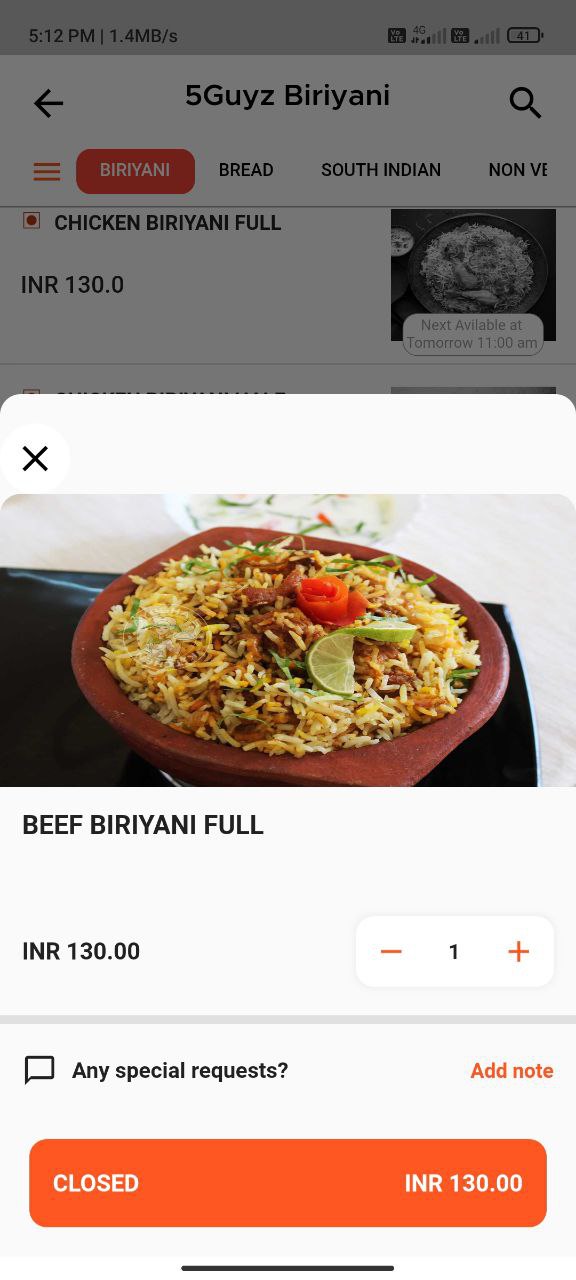 5:12 PM | 1.4MB/s
Vo LTE 4G Vo LTE 41
5Guyz Biriyani
BIRIYANI BREAD SOUTH INDIAN NON VE
CHICKEN BIRIYANI FULL
INR 130.0
Next Avilable at
Tomorrow 11:00 am
BEEF BIRIYANI FULL
INR 130.00
1
Any special requests? Add note
CLOSED INR 130.00